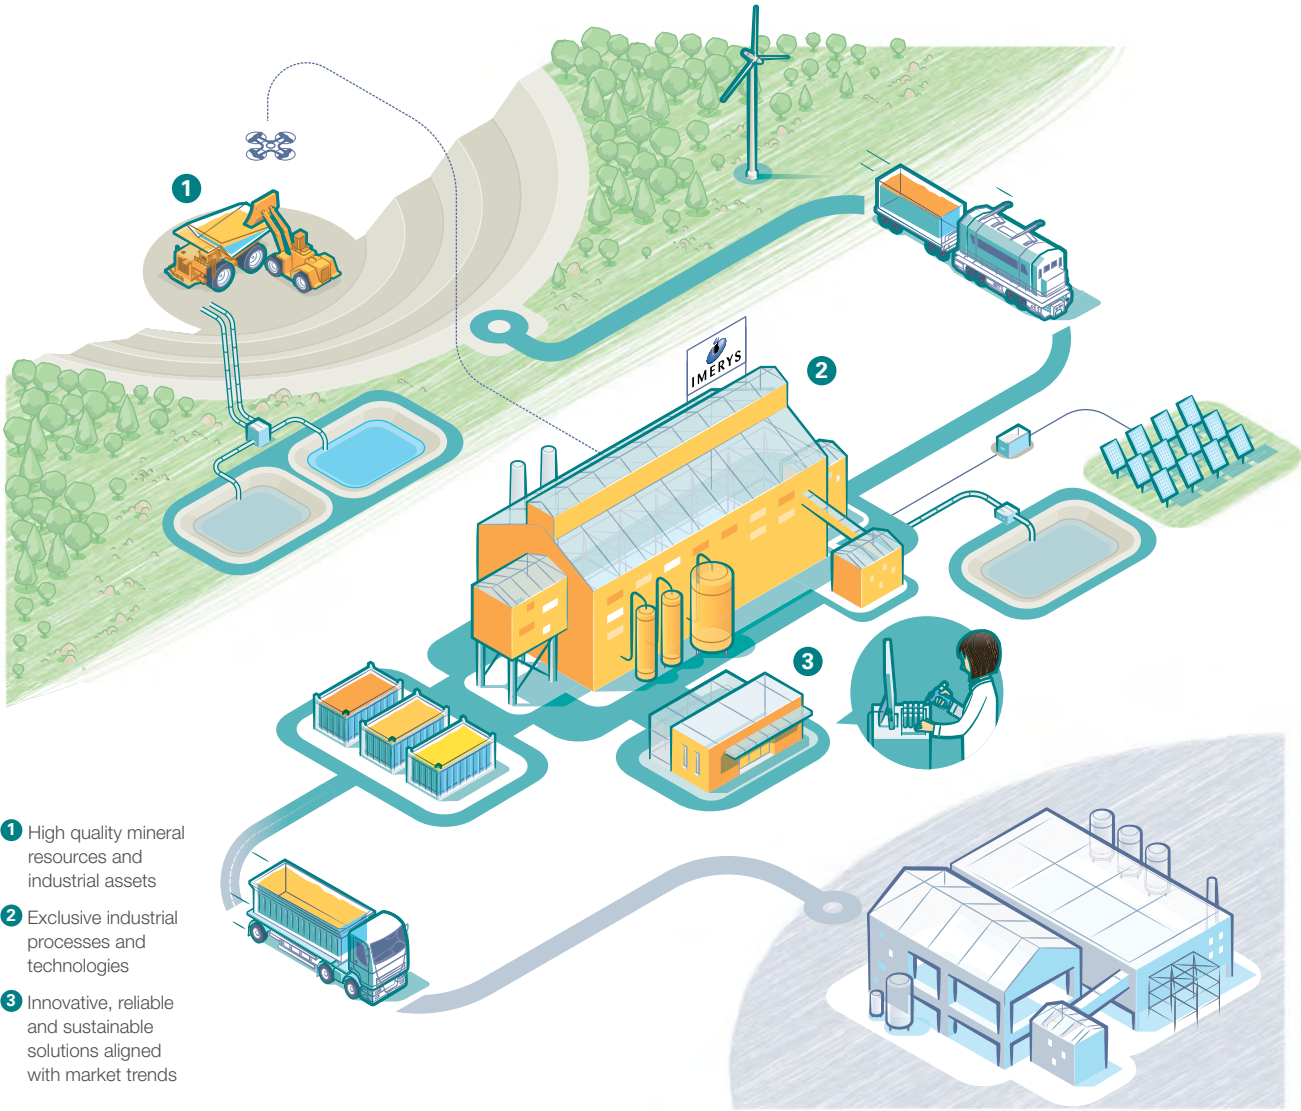 1
IMERYS
2
3
1 High quality mineral
resources and
industrial assets
2 Exclusive industrial
processes and
technologies
3 Innovative, reliable
and sustainable
solutions aligned
with market trends